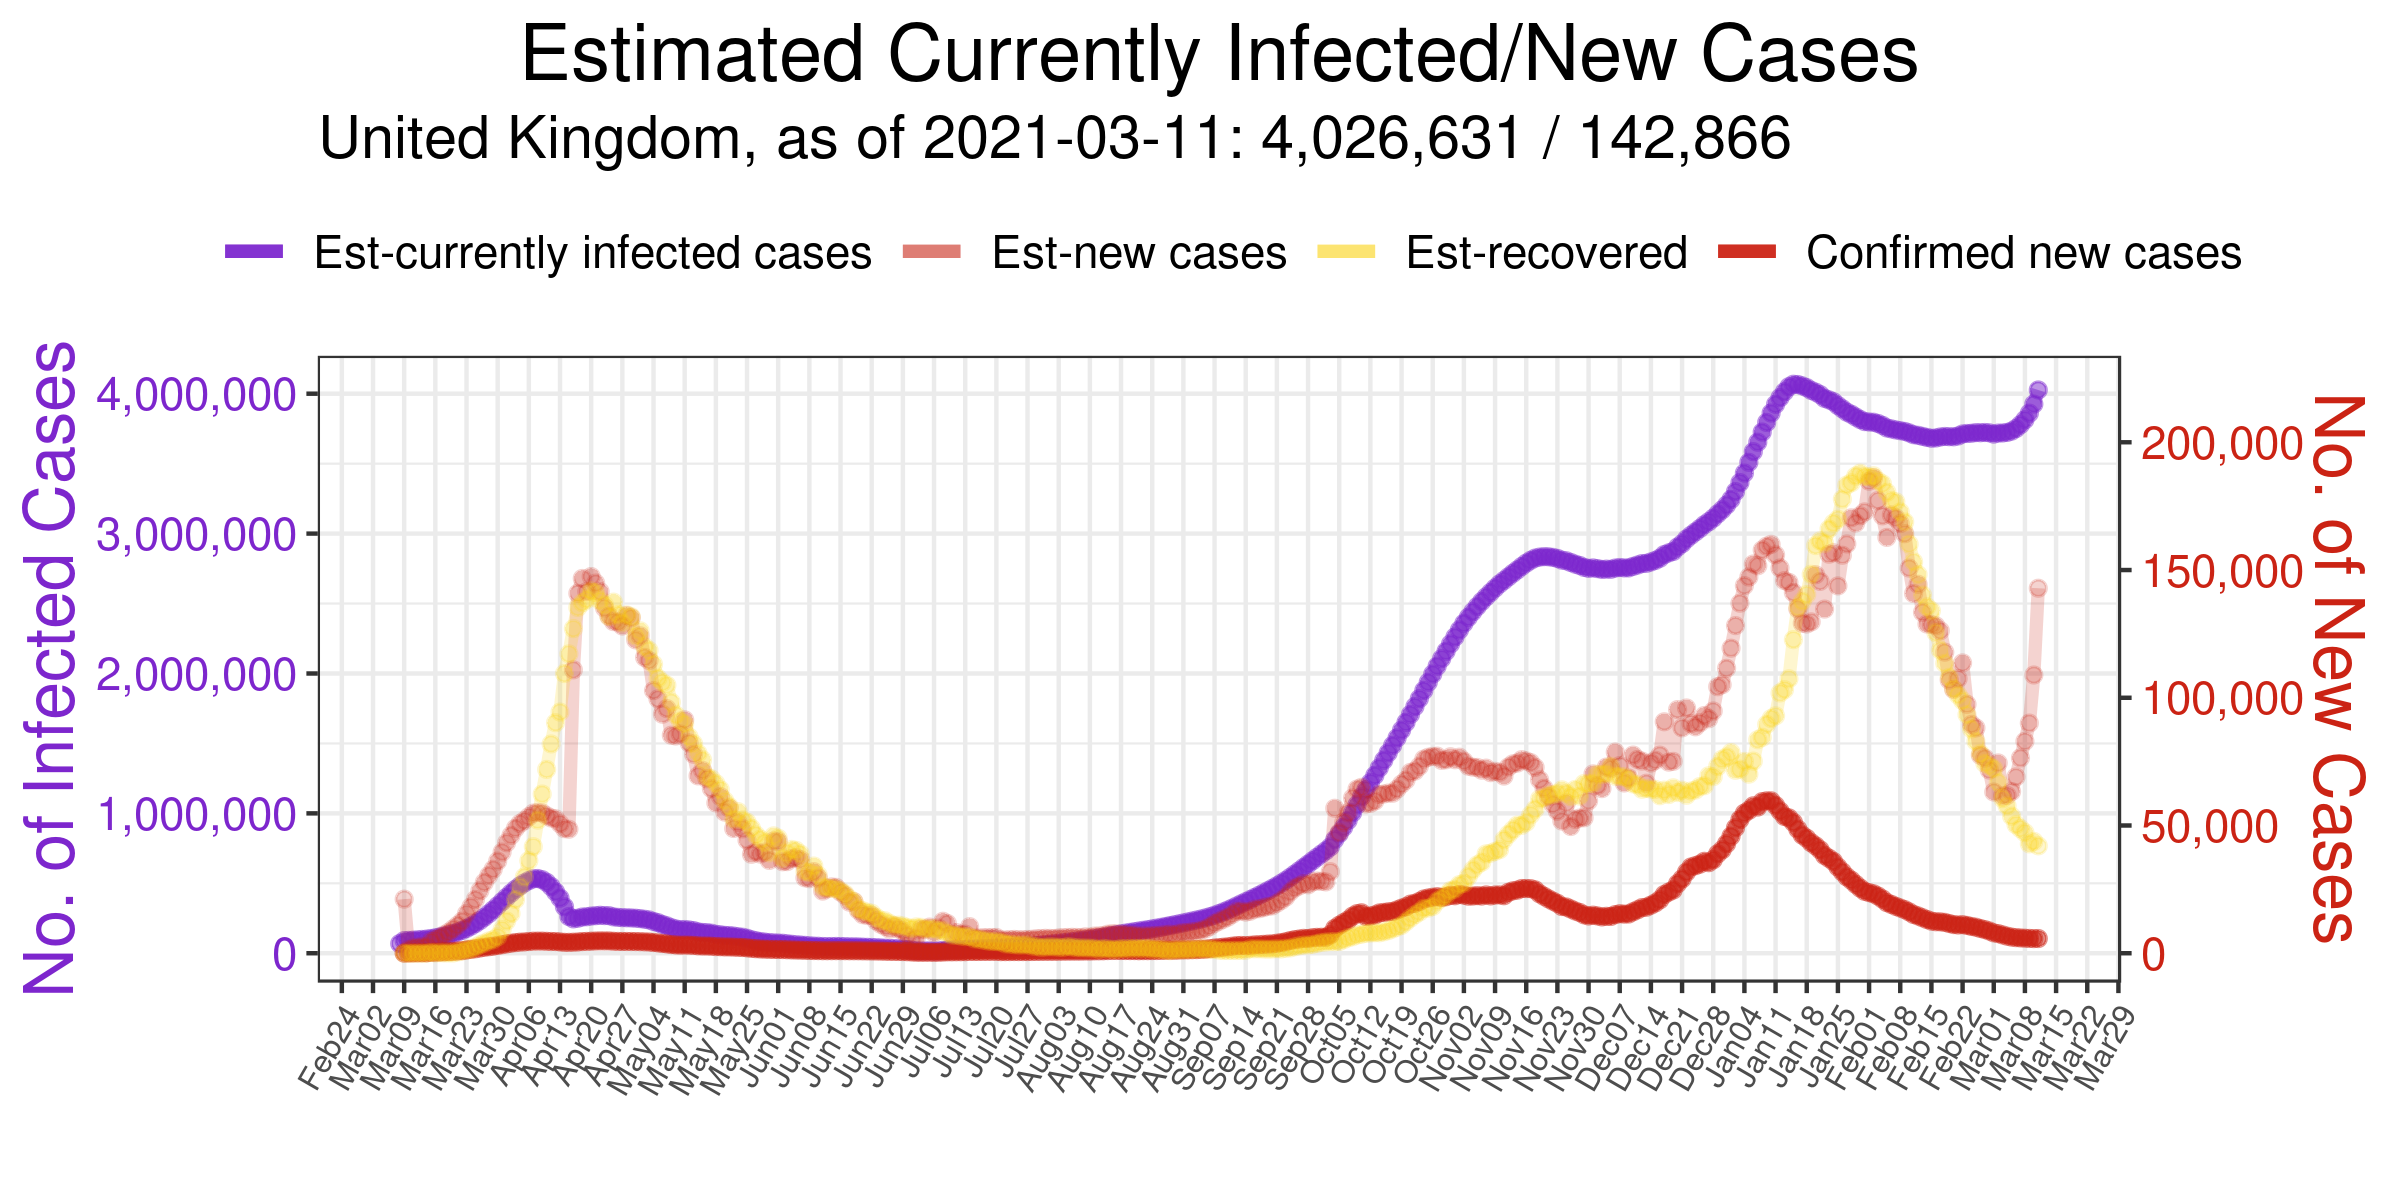 Estimated Currently Infected/New Cases
United Kingdom, as of 2021-03-11: 4,026,631 / 142,866
Est-currently infected cases Est-new cases Est-recovered Confirmed new cases
No. of Infected Cases
4,000,000
3,000,000
2,000,000
1,000,000
0
200,000
150,000
100,000
50,000
0
No. of New Cases
Feb24 Mar02 Mar09 Mar16 Mar23 Mar30 Apr06 Apr13 Apr20 Apr27 May04 May11 May18 May25 Jun01 Jun08 Jun15 Jun22 Jun29 Jul06 Jul13 Jul20 Jul27 Aug03 Aug10 Aug17 Aug24 Aug31 Sep07 Sep14 Sep21 Sep28 Oct05 Oct12 Oct19 Oct26 Nov02 Nov09 Nov16 Nov23 Nov30 Dec07 Dec14 Dec21 Dec28 Jan04 Jan11 Jan18 Jan25 Feb01 Feb08 Feb15 Feb22 Mar01 Mar08 Mar15 Mar22 Mar29